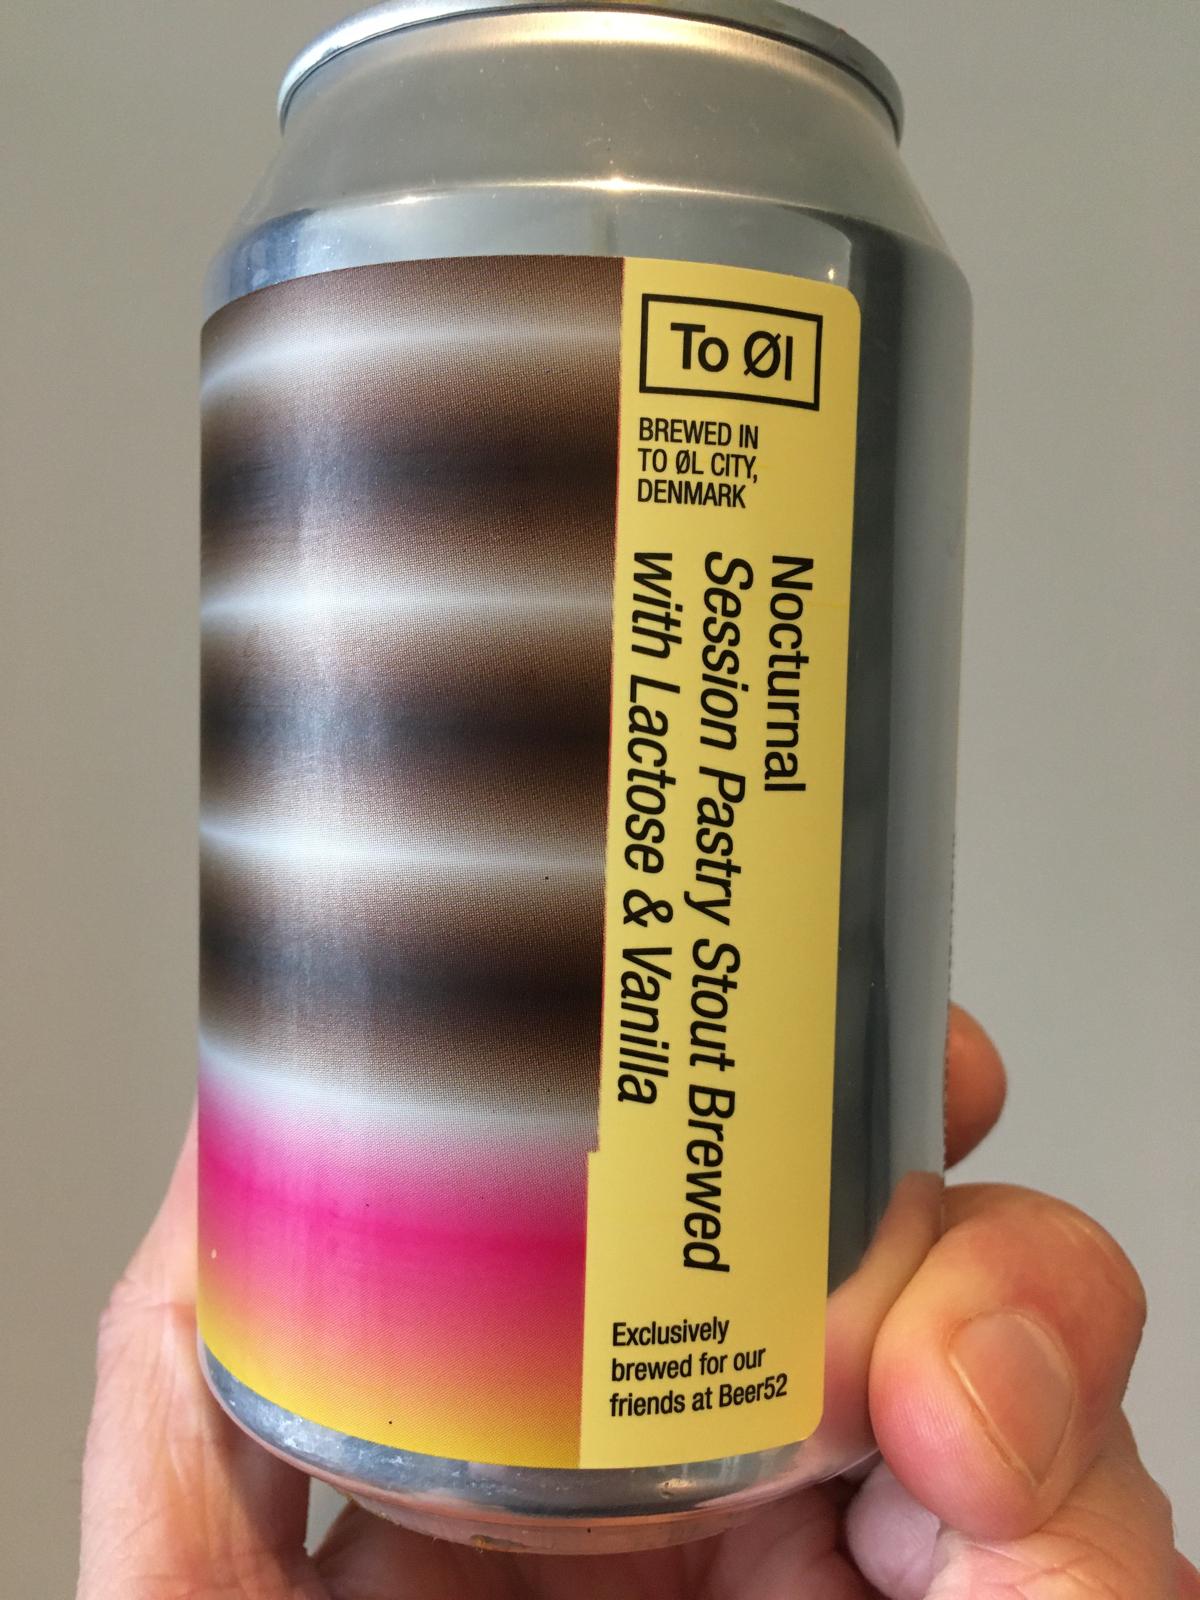 To Øl
BREWED IN
TO ØL CITY,
DENMARK
Nocturnal
Session Pastry Stout Brewed
with Lactose & Vanilla
Exclusively
brewed for our
friends at Beer52